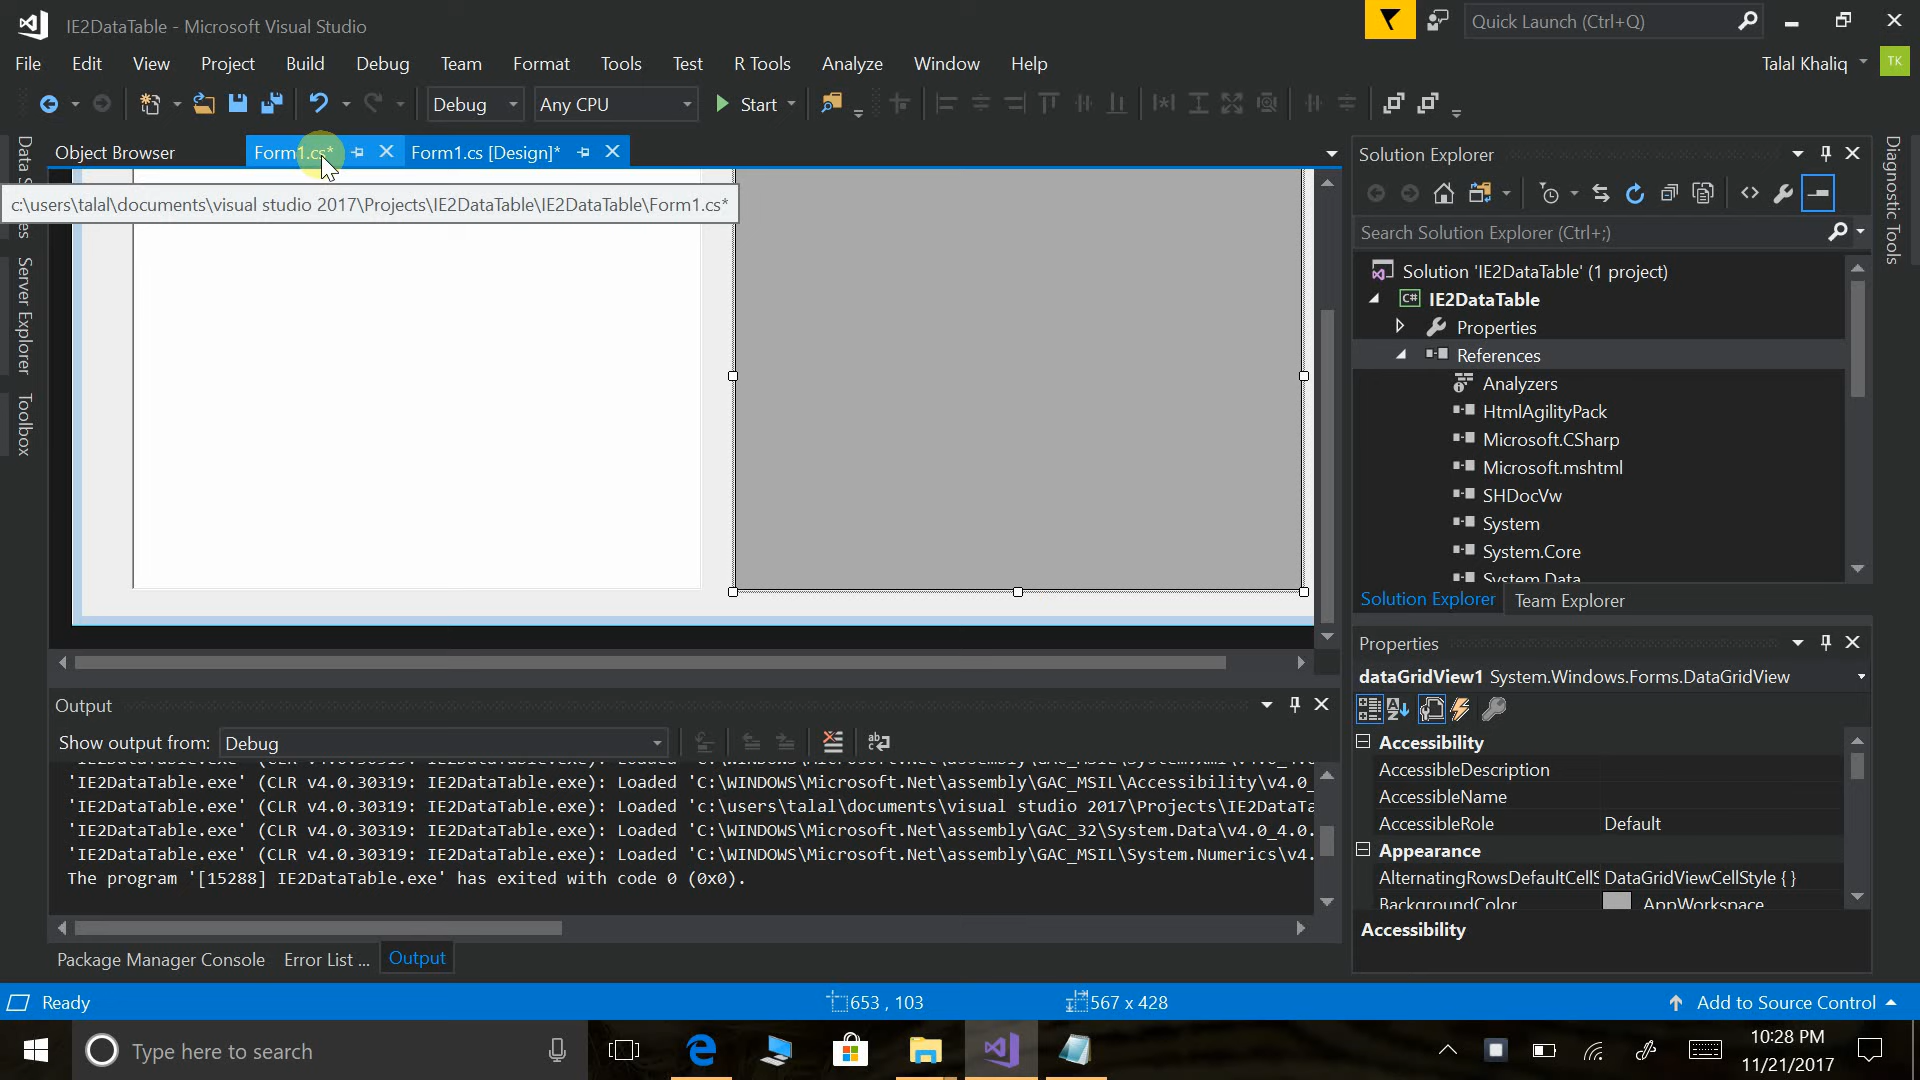 IE2DataTable - Microsoft Visual Studio
Quick Launch (Ctrl+Q)
File Edit View Project Build Debug Team Format Tools Test R Tools Analyze Window Help
Talal Khaliq TK
Debug Any CPU Start
Object Browser Form1.cs* Form1.cs [Design]*
c:\users\talal\documents\visual studio 2017\Projects\IE2DataTable\IE2DataTable\Form1.cs*
Server Explorer
Toolbox
Solution Explorer
Search Solution Explorer (Ctrl+;)
Solution 'IE2DataTable' (1 project)
C# IE2DataTable
Properties
References
Analyzers
HtmlAgilityPack
Microsoft.CSharp
Microsoft.mshtml
SHDocVw
System
System.Core
System.Data
Solution Explorer Team Explorer
Diagnostic Tools
Properties
dataGridView1 System.Windows.Forms.DataGridView
Accessibility
AccessibleDescription
AccessibleName
AccessibleRole Default
Appearance
AlternatingRowsDefaultCellS DataGridViewCellStyle { }
BackgroundColor AppWorkspace
Accessibility
Output
Show output from: Debug
'IE2DataTable.exe' (CLR v4.0.30319: IE2DataTable.exe): Loaded 'C:\WINDOWS\Microsoft.Net\assembly\GAC_MSIL\Accessibility\v4.0_
'IE2DataTable.exe' (CLR v4.0.30319: IE2DataTable.exe): Loaded 'c:\users\talal\documents\visual studio 2017\Projects\IE2DataTa
'IE2DataTable.exe' (CLR v4.0.30319: IE2DataTable.exe): Loaded 'C:\WINDOWS\Microsoft.Net\assembly\GAC_32\System.Data\v4.0_4.0.
'IE2DataTable.exe' (CLR v4.0.30319: IE2DataTable.exe): Loaded 'C:\WINDOWS\Microsoft.Net\assembly\GAC_MSIL\System.Numerics\v4.
The program '[15288] IE2DataTable.exe' has exited with code 0 (0x0).
Package Manager Console Error List ... Output
Ready 653 , 103 567 x 428 Add to Source Control
Type here to search
10:28 PM
11/21/2017